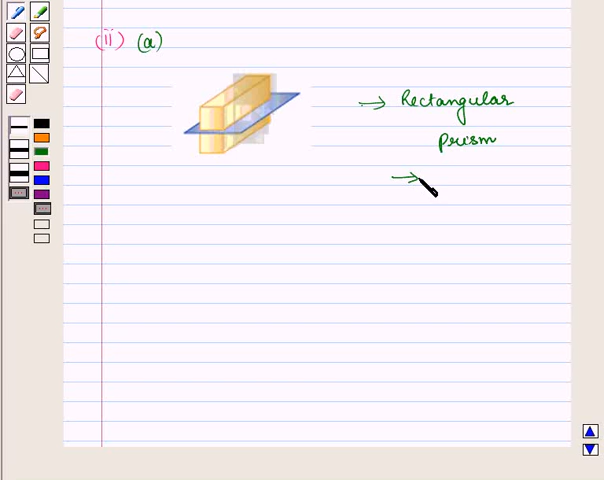 (ii) (a)
→ Rectangular
prism
→